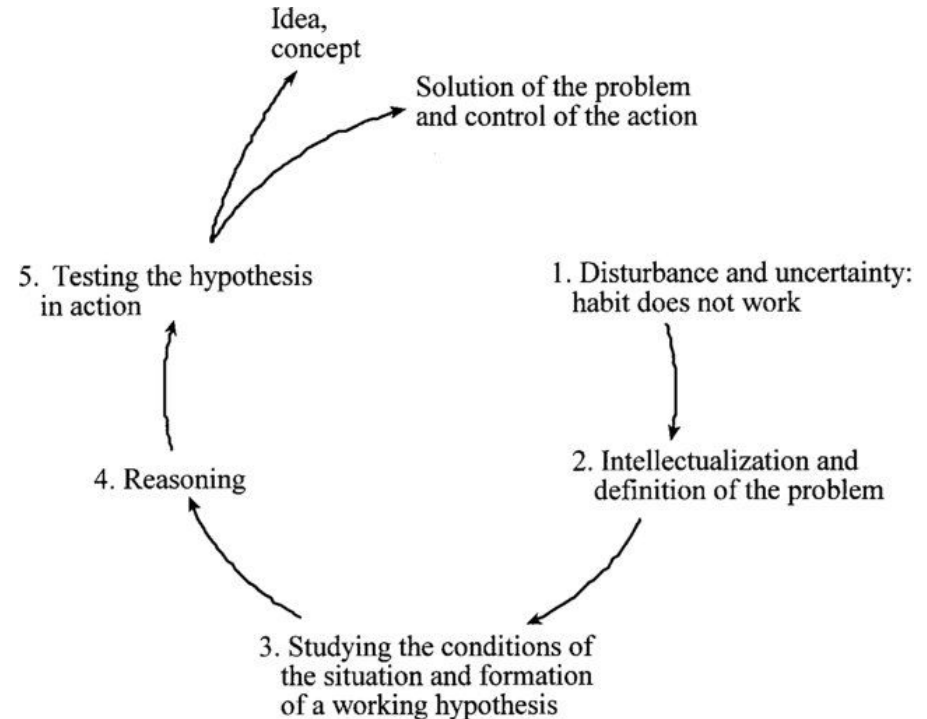 Idea,
concept
Solution of the problem
and control of the action
1. Disturbance and uncertainty:
habit does not work
2. Intellectualization and
definition of the problem
3. Studying the conditions of
the situation and formation
of a working hypothesis
4. Reasoning
5. Testing the hypothesis
in action